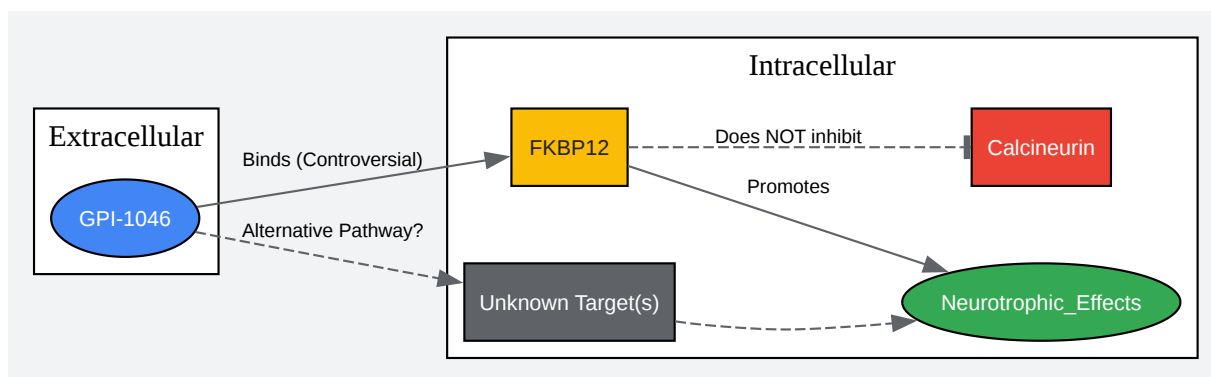 Intracellular
Extracellular
Does NOT inhibit
FKBP12
Calcineurin
Binds (Controversial)
Promotes
GPI-1046
Alternative Pathway?
Unknown Target(s)
Neurotrophic_Effects